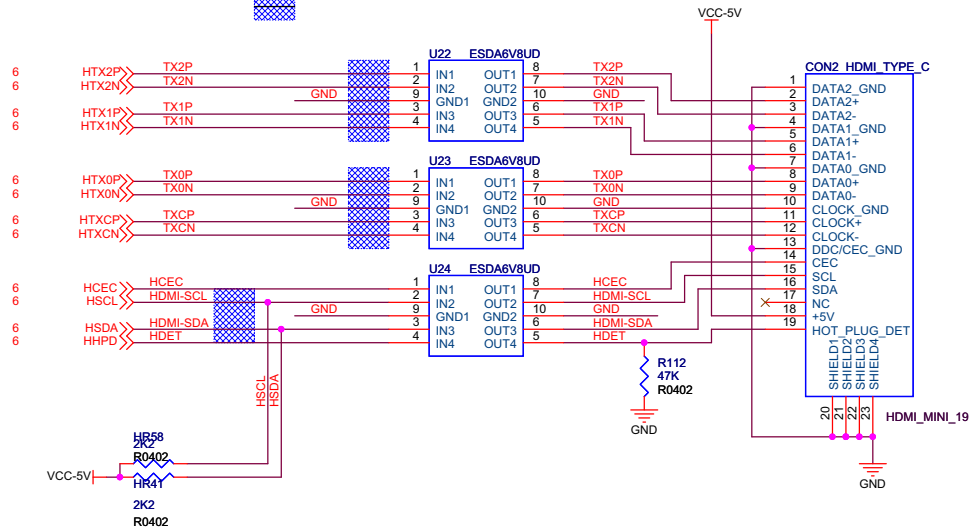 VCC-5V
U22 ESDA6V8UD
CON2 HDMI_TYPE_C
6 HTX2P TX2P 1 IN1 OUT1 8 TX2P
6 HTX2N TX2N 2 IN2 OUT2 7 TX2N
GND 9 GND1 GND2 10 GND
6 HTX1P TX1P 3 IN3 OUT3 6 TX1P
6 HTX1N TX1N 4 IN4 OUT4 5 TX1N
1 DATA2_GND
2 DATA2+
3 DATA2-
4 DATA1_GND
5 DATA1+
6 DATA1-
7 DATA0_GND
8 DATA0+
9 DATA0-
10 CLOCK_GND
11 CLOCK+
12 CLOCK-
13 DDC/CEC_GND
14 CEC
15 SCL
16 SDA
17 NC
18 +5V
19 HOT_PLUG_DET
U23 ESDA6V8UD
6 HTX0P TX0P 1 IN1 OUT1 8 TX0P
6 HTX0N TX0N 2 IN2 OUT2 7 TX0N
GND 9 GND1 GND2 10 GND
6 HTXCP TXCP 3 IN3 OUT3 6 TXCP
6 HTXCN TXCN 4 IN4 OUT4 5 TXCN
U24 ESDA6V8UD
6 HCEC HCEC 1 IN1 OUT1 8 HCEC
6 HSCL HDMI-SCL 2 IN2 OUT2 7 HDMI-SCL
GND 9 GND1 GND2 10 GND
6 HSDA HDMI-SDA 3 IN3 OUT3 6 HDMI-SDA
6 HHPD HDET 4 IN4 OUT4 5 HDET
SHIELD1
SHIELD2
SHIELD3
SHIELD4
20
21
22
23
HDMI_MINI_19
GND
R112
47K
R0402
GND
HSCL
HSDA
HR58
2K2
R0402
VCC-5V
HR41
2K2
R0402